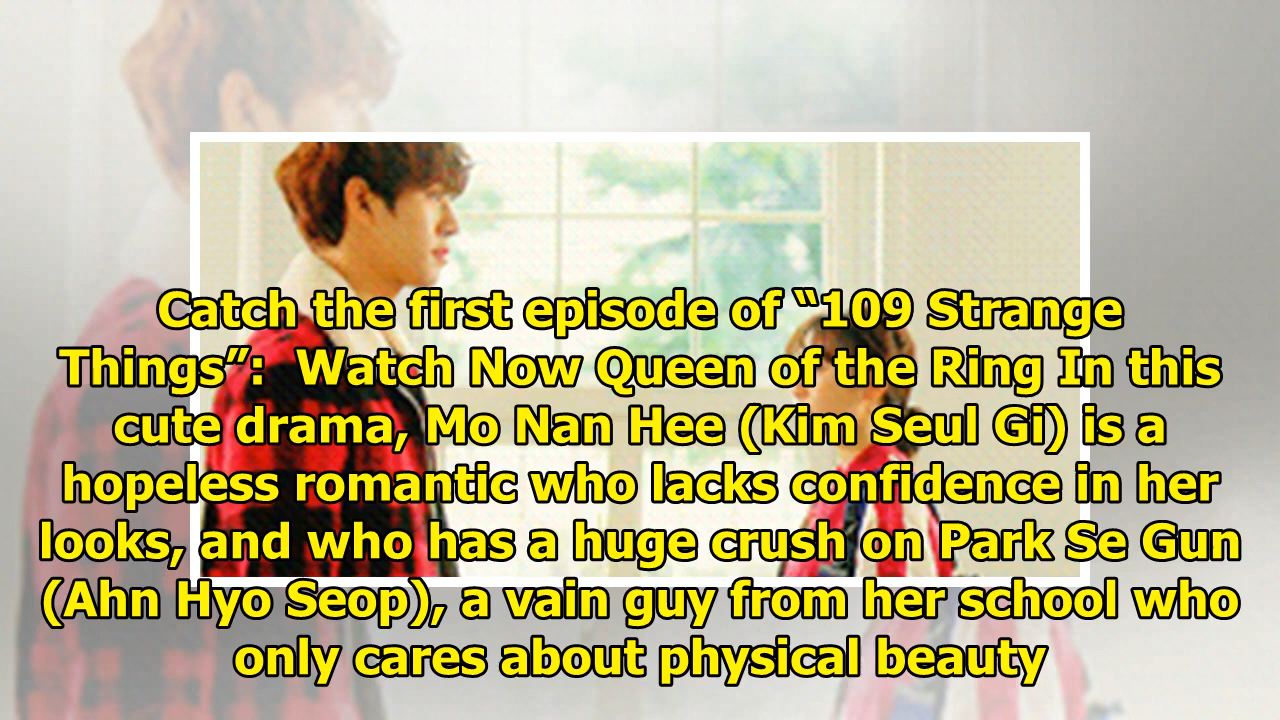 Catch the first episode of “109 Strange
Things”:  Watch Now Queen of the Ring In this
cute drama, Mo Nan Hee (Kim Seul Gi) is a
hopeless romantic who lacks confidence in her
looks, and who has a huge crush on Park Se Gun
(Ahn Hyo Seop), a vain guy from her school who
only cares about physical beauty